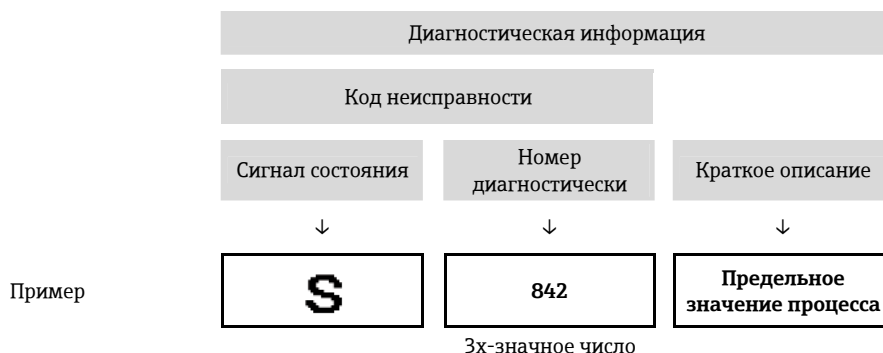 Диагностическая информация
Код неисправности
Сигнал состояния
Номер
диагностически
Краткое описание
↓ ↓ ↓
Пример
S
842
Предельное
значение процесса
3х-значное число